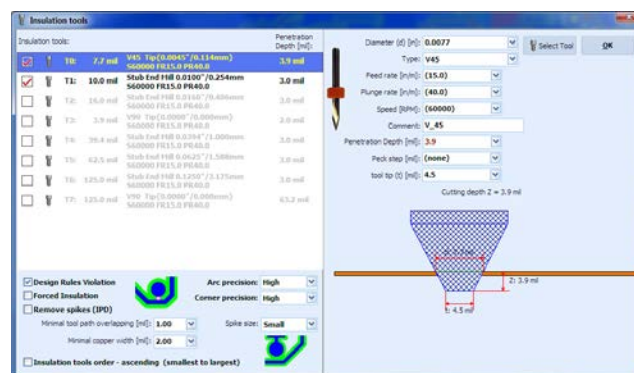 Insulation tools
Insulation tools:
Penetration
Depth [mil]:
T0: 7.7 mil V45 Tip(0.0045"/0.114mm) 3.9 mil
S60000 FR15.0 PR40.0
T1: 10.0 mil Stub End Mill 0.0100"/0.254mm 3.0 mil
S60000 FR15.0 PR40.0
T2: 16.0 mil Stub End Mill 3.0 mil
S60000 FR15.0 PR40.0
T3: 3.9 mil V90 Tip(0.0000"/0.000mm) 2.0 mil
S60000 FR15.0 PR40.0
T4: 39.4 mil Stub End Mill 0.0394"/1.000mm 3.0 mil
S60000 FR15.0 PR40.0
T5: 62.5 mil Stub End Mill 0.0625"/1.588mm 3.0 mil
S60000 FR15.0 PR40.0
T6: 125.0 mil Stub End Mill 0.1250"/3.175mm 3.0 mil
S60000 FR15.0 PR40.0
T7: 125.0 mil V90 Tip(0.0000"/0.000mm) 63.2 mil
S60000 FR15.0 PR40.0
Design Rules Violation
Forced Insulation
Remove spikes (IPD)
Arc precision: High
Corner precision: High
Minimal tool path overlapping [mil]: 1.00
Spike size: Small
Minimal copper width [mil]: 2.00
Insulation tools order - ascending (smallest to largest)
Diameter (d) [in]: 0.0077
Select Tool
OK
Type: V45
Feed rate [in/m]: (15.0)
Plunge rate [in/m]: (40.0)
Speed [RPM]: (60000)
Comment: V_45
Penetration Depth [mil]: 3.9
Peck step [mil]: (none)
tool tip (t) [mil]: 4.5
Cutting depth Z = 3.9 mil
Z: 3.9 mil
t: 4.5 mil